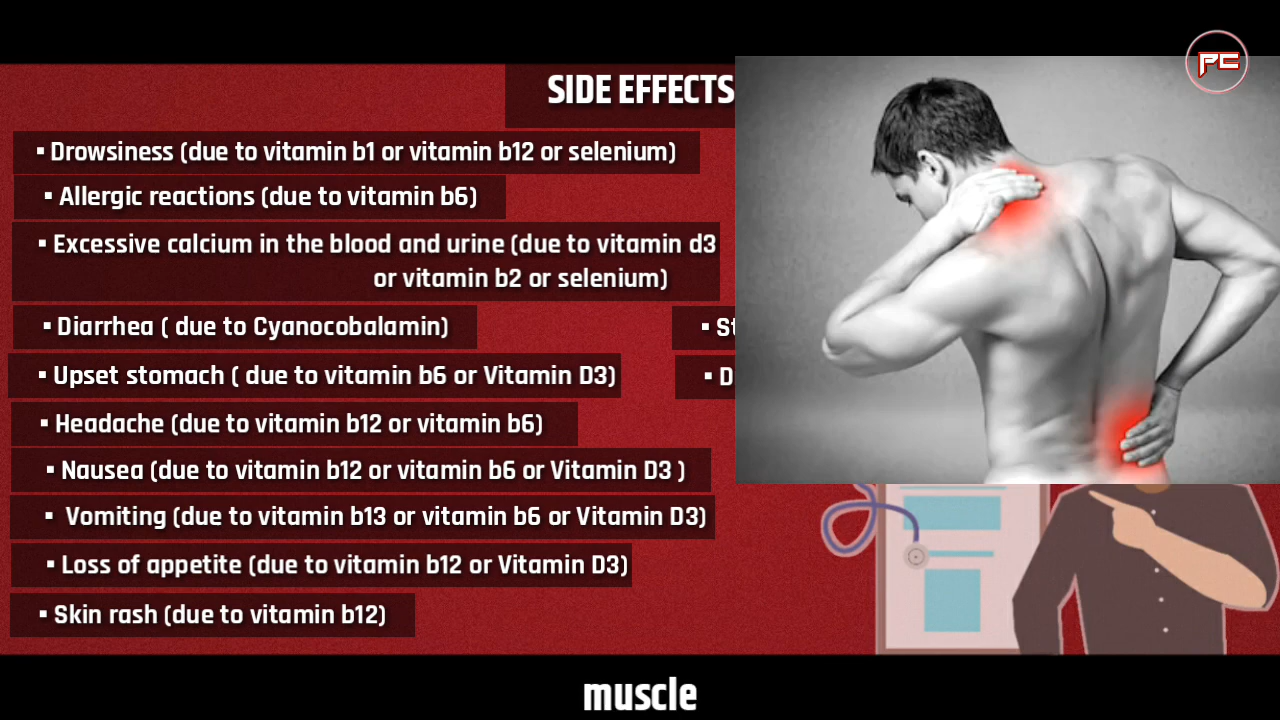 PC
SIDE EFFECTS
▪ Drowsiness (due to vitamin b1 or vitamin b12 or selenium)
▪ Allergic reactions (due to vitamin b6)
▪ Excessive calcium in the blood and urine (due to vitamin d3
or vitamin b2 or selenium)
▪ Diarrhea ( due to Cyanocobalamin)
▪ Upset stomach ( due to vitamin b6 or Vitamin D3)
▪ Headache (due to vitamin b12 or vitamin b6)
▪ Nausea (due to vitamin b12 or vitamin b6 or Vitamin D3 )
▪ Vomiting (due to vitamin b13 or vitamin b6 or Vitamin D3)
▪ Loss of appetite (due to vitamin b12 or Vitamin D3)
▪ Skin rash (due to vitamin b12)
muscle